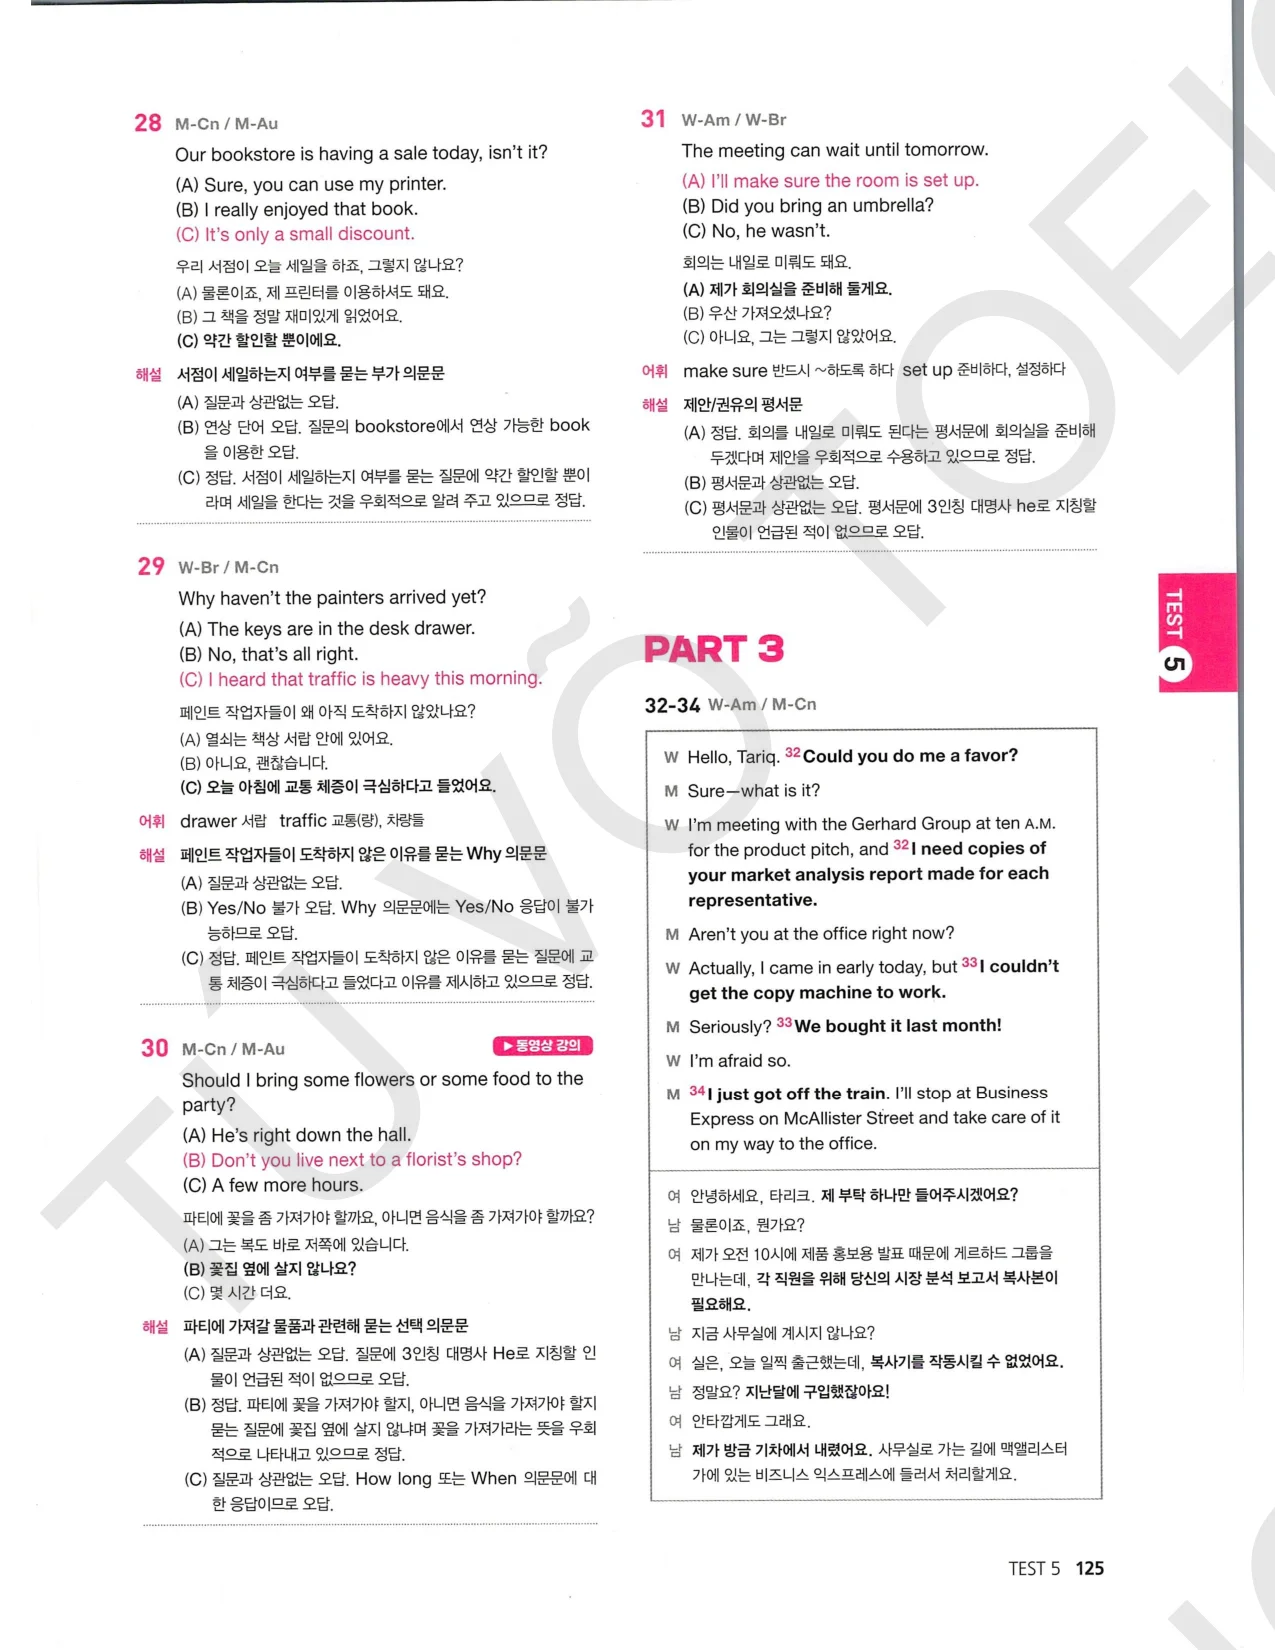 28 M-Cn / M-Au
Our bookstore is having a sale today, isn't it?
(A) Sure, you can use my printer.
(B) I really enjoyed that book.
(C) It's only a small discount.
우리 서점이 오늘 세일을 하죠, 그렇지 않나요?
(A) 물론이죠, 제 프린터를 이용하셔도 돼요.
(B) 그 책을 정말 재미있게 읽었어요.
(C) 약간 할인할 뿐이에요.
해설 서점이 세일하는지 여부를 묻는 부가 의문문
(A) 질문과 상관없는 오답.
(B) 연상 단어 오답. 질문의 bookstore에서 연상 가능한 book
을 이용한 오답.
(C) 정답. 서점이 세일하는지 여부를 묻는 질문에 약간 할인할 뿐이
라며 세일을 한다는 것을 우회적으로 알려 주고 있으므로 정답.
29 W-Br / M-Cn
Why haven't the painters arrived yet?
(A) The keys are in the desk drawer.
(B) No, that's all right.
(C) I heard that traffic is heavy this morning.
페인트 작업자들이 왜 아직 도착하지 않았나요?
(A) 열쇠는 책상 서랍 안에 있어요.
(B) 아니요, 괜찮습니다.
(C) 오늘 아침에 교통 체증이 극심하다고 들었어요.
어휘 drawer 서랍 traffic 교통(량), 차량들
해설 페인트 작업자들이 도착하지 않은 이유를 묻는 Why 의문문
(A) 질문과 상관없는 오답.
(B) Yes/No 불가 오답. Why 의문문에는 Yes/No 응답이 불가
능하므로 오답.
(C) 정답. 페인트 작업자들이 도착하지 않은 이유를 묻는 질문에 교
통 체증이 극심하다고 들었다고 이유를 제시하고 있으므로 정답.
30 M-Cn / M-Au ▶동영상 강의
Should I bring some flowers or some food to the
party?
(A) He's right down the hall.
(B) Don't you live next to a florist's shop?
(C) A few more hours.
파티에 꽃을 좀 가져가야 할까요, 아니면 음식을 좀 가져가야 할까요?
(A) 그는 복도 바로 저쪽에 있습니다.
(B) 꽃집 옆에 살지 않나요?
(C) 몇 시간 더요.
해설 파티에 가져갈 물품과 관련해 묻는 선택 의문문
(A) 질문과 상관없는 오답. 질문에 3인칭 대명사 He로 지칭할 인
물이 언급된 적이 없으므로 오답.
(B) 정답. 파티에 꽃을 가져가야 할지, 아니면 음식을 가져가야 할지
묻는 질문에 꽃집 옆에 살지 않냐며 꽃을 가져가라는 뜻을 우회
적으로 나타내고 있으므로 정답.
(C) 질문과 상관없는 오답. How long 또는 When 의문문에 대
한 응답이므로 오답.
31 W-Am / W-Br
The meeting can wait until tomorrow.
(A) I'll make sure the room is set up.
(B) Did you bring an umbrella?
(C) No, he wasn't.
회의는 내일로 미뤄도 돼요.
(A) 제가 회의실을 준비해 둘게요.
(B) 우산 가져오셨나요?
(C) 아니요, 그는 그렇지 않았어요.
어휘 make sure 반드시 ~하도록 하다 set up 준비하다, 설정하다
해설 제안/권유의 평서문
(A) 정답. 회의를 내일로 미뤄도 된다는 평서문에 회의실을 준비해
두겠다며 제안을 우회적으로 수용하고 있으므로 정답.
(B) 평서문과 상관없는 오답.
(C) 평서문과 상관없는 오답. 평서문에 3인칭 대명사 he로 지칭할
인물이 언급된 적이 없으므로 오답.
PART 3
32-34 W-Am / M-Cn
W Hello, Tariq. 32 Could you do me a favor?
M Sure—what is it?
W I'm meeting with the Gerhard Group at ten A.M.
for the product pitch, and 32 I need copies of
your market analysis report made for each
representative.
M Aren't you at the office right now?
W Actually, I came in early today, but 33 I couldn't
get the copy machine to work.
M Seriously? 33 We bought it last month!
W I'm afraid so.
M 34 I just got off the train. I'll stop at Business
Express on McAllister Street and take care of it
on my way to the office.
여 안녕하세요, 타리크. 제 부탁 하나만 들어주시겠어요?
남 물론이죠, 뭔가요?
여 제가 오전 10시에 제품 홍보용 발표 때문에 게르하드 그룹을
만나는데, 각 직원을 위해 당신의 시장 분석 보고서 복사본이
필요해요.
남 지금 사무실에 계시지 않나요?
여 실은, 오늘 일찍 출근했는데, 복사기를 작동시킬 수 없었어요.
남 정말요? 지난달에 구입했잖아요!
여 안타깝게도 그래요.
남 제가 방금 기차에서 내렸어요. 사무실로 가는 길에 맥앨리스터
가에 있는 비즈니스 익스프레스에 들러서 처리할게요.
TEST 5
TEST 5 125
TÚ VÕ TOEIC